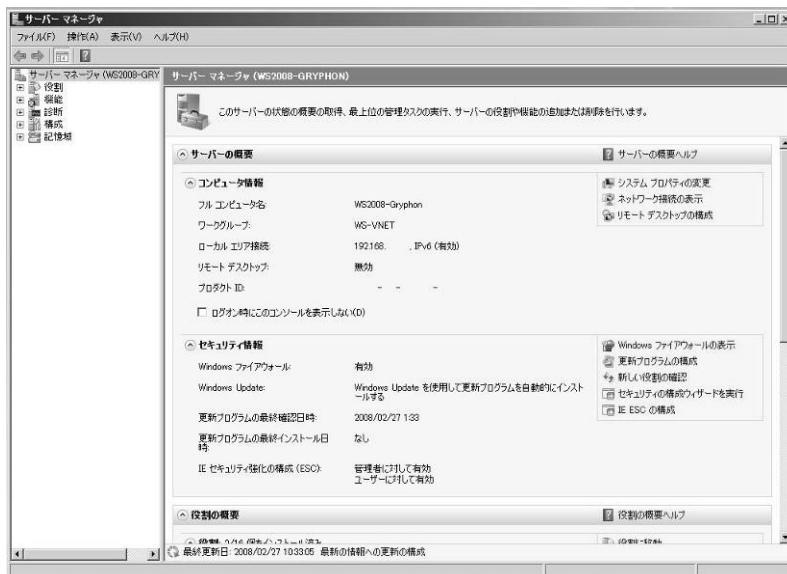 サーバー マネージャ
ファイル(F) 操作(A) 表示(V) ヘルプ(H)
サーバー マネージャ (WS2008-GRY
役割
機能
診断
構成
記憶域
サーバー マネージャ (WS2008-GRYPHON)
このサーバーの状態の概要の取得、最上位の管理タスクの実行、サーバーの役割や機能の追加または削除を行います。
サーバーの概要
サーバーの概要ヘルプ
コンピュータ情報
フル コンピュータ名: WS2008-Gryphon
ワークグループ: WS-VNET
ローカル エリア接続: 192.168. , IPv6 (有効)
リモート デスクトップ: 無効
プロダクト ID: - - -
ログオン時にこのコンソールを表示しない(D)
システム プロパティの変更
ネットワーク接続の表示
リモート デスクトップの構成
セキュリティ情報
Windows ファイアウォール: 有効
Windows Update: Windows Update を使用して更新プログラムを自動的にインスト
ールする
更新プログラムの最終確認日時: 2008/02/27 1:33
更新プログラムの最終インストール日
時: なし
IE セキュリティ強化の構成 (ESC): 管理者に対して有効
ユーザーに対して有効
Windows ファイアウォールの表示
更新プログラムの構成
新しい役割の確認
セキュリティの構成ウィザードを実行
IE ESC の構成
役割の概要
役割の概要ヘルプ
役割: 2/16 個をインストール済み
役割に移動
最終更新日: 2008/02/27 10:33:05 最新の情報への更新の構成